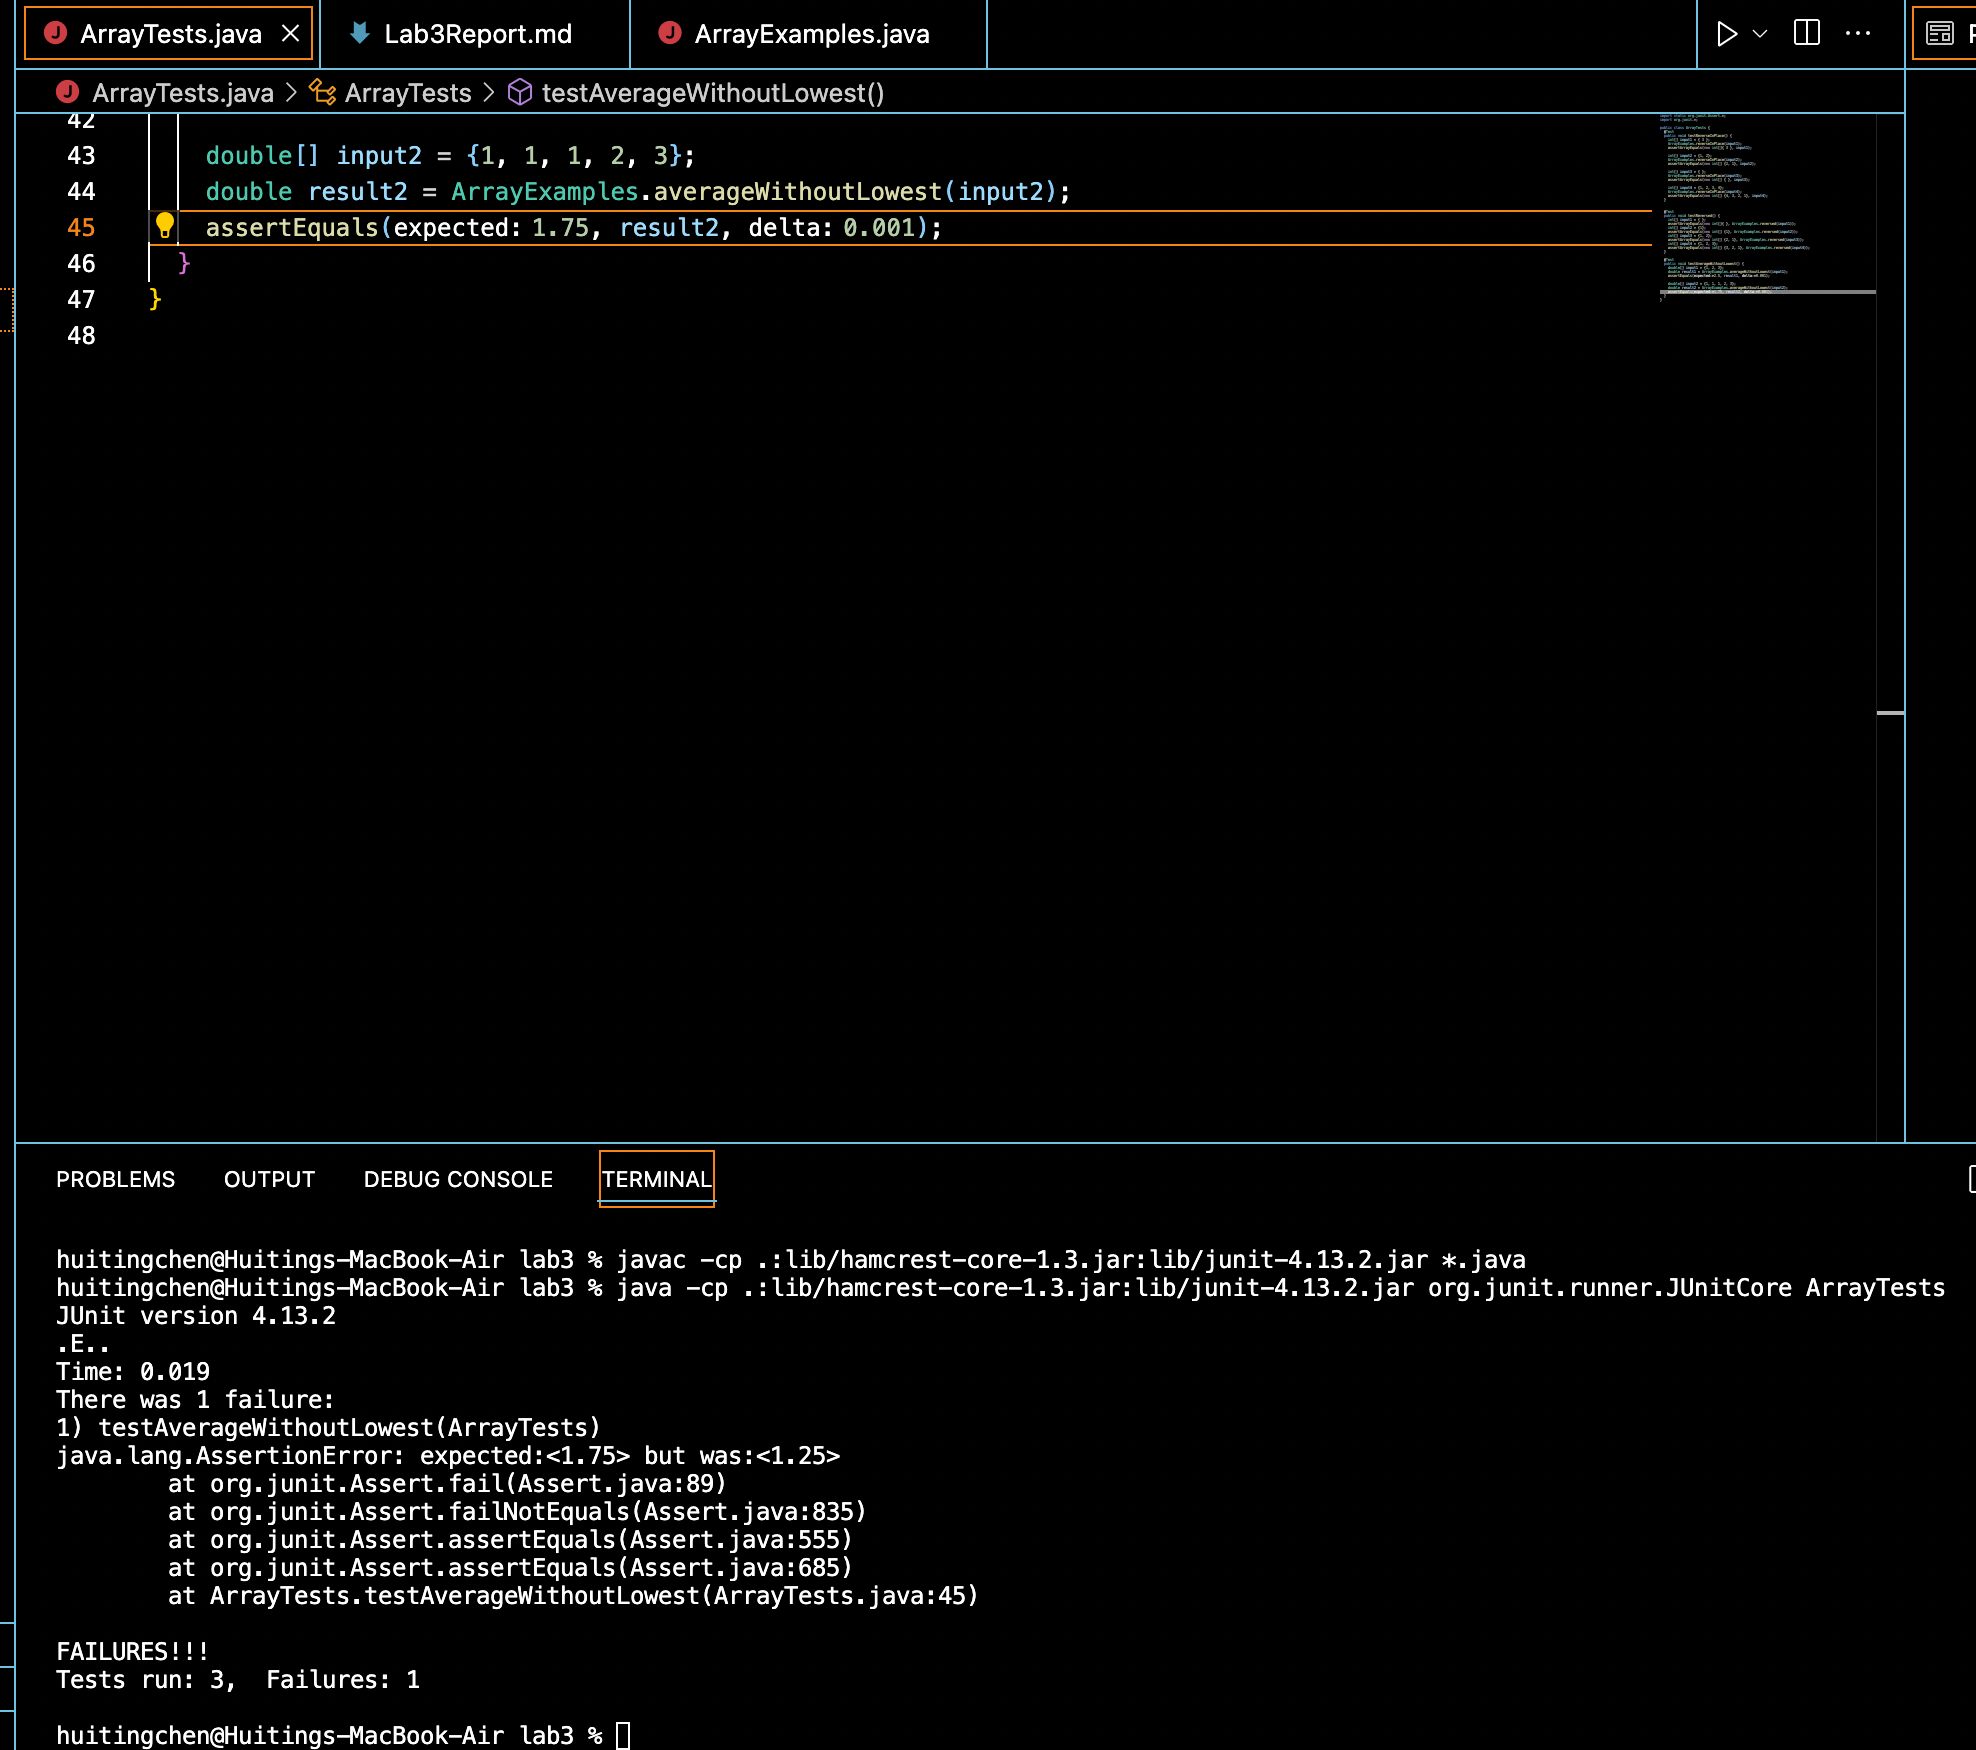 ArrayTests.java
Lab3Report.md
ArrayExamples.java
ArrayTests.java > ArrayTests > testAverageWithoutLowest()
42
43 double[] input2 = {1, 1, 1, 2, 3};
44 double result2 = ArrayExamples.averageWithoutLowest(input2);
45 assertEquals(expected: 1.75, result2, delta: 0.001);
46 }
47 }
48
PROBLEMS OUTPUT DEBUG CONSOLE TERMINAL
huitingchen@Huitings-MacBook-Air lab3 % javac -cp .:lib/hamcrest-core-1.3.jar:lib/junit-4.13.2.jar *.java
huitingchen@Huitings-MacBook-Air lab3 % java -cp .:lib/hamcrest-core-1.3.jar:lib/junit-4.13.2.jar org.junit.runner.JUnitCore ArrayTests
JUnit version 4.13.2
.E..
Time: 0.019
There was 1 failure:
1) testAverageWithoutLowest(ArrayTests)
java.lang.AssertionError: expected:<1.75> but was:<1.25>
at org.junit.Assert.fail(Assert.java:89)
at org.junit.Assert.failNotEquals(Assert.java:835)
at org.junit.Assert.assertEquals(Assert.java:555)
at org.junit.Assert.assertEquals(Assert.java:685)
at ArrayTests.testAverageWithoutLowest(ArrayTests.java:45)
FAILURES!!!
Tests run: 3,  Failures: 1
huitingchen@Huitings-MacBook-Air lab3 %